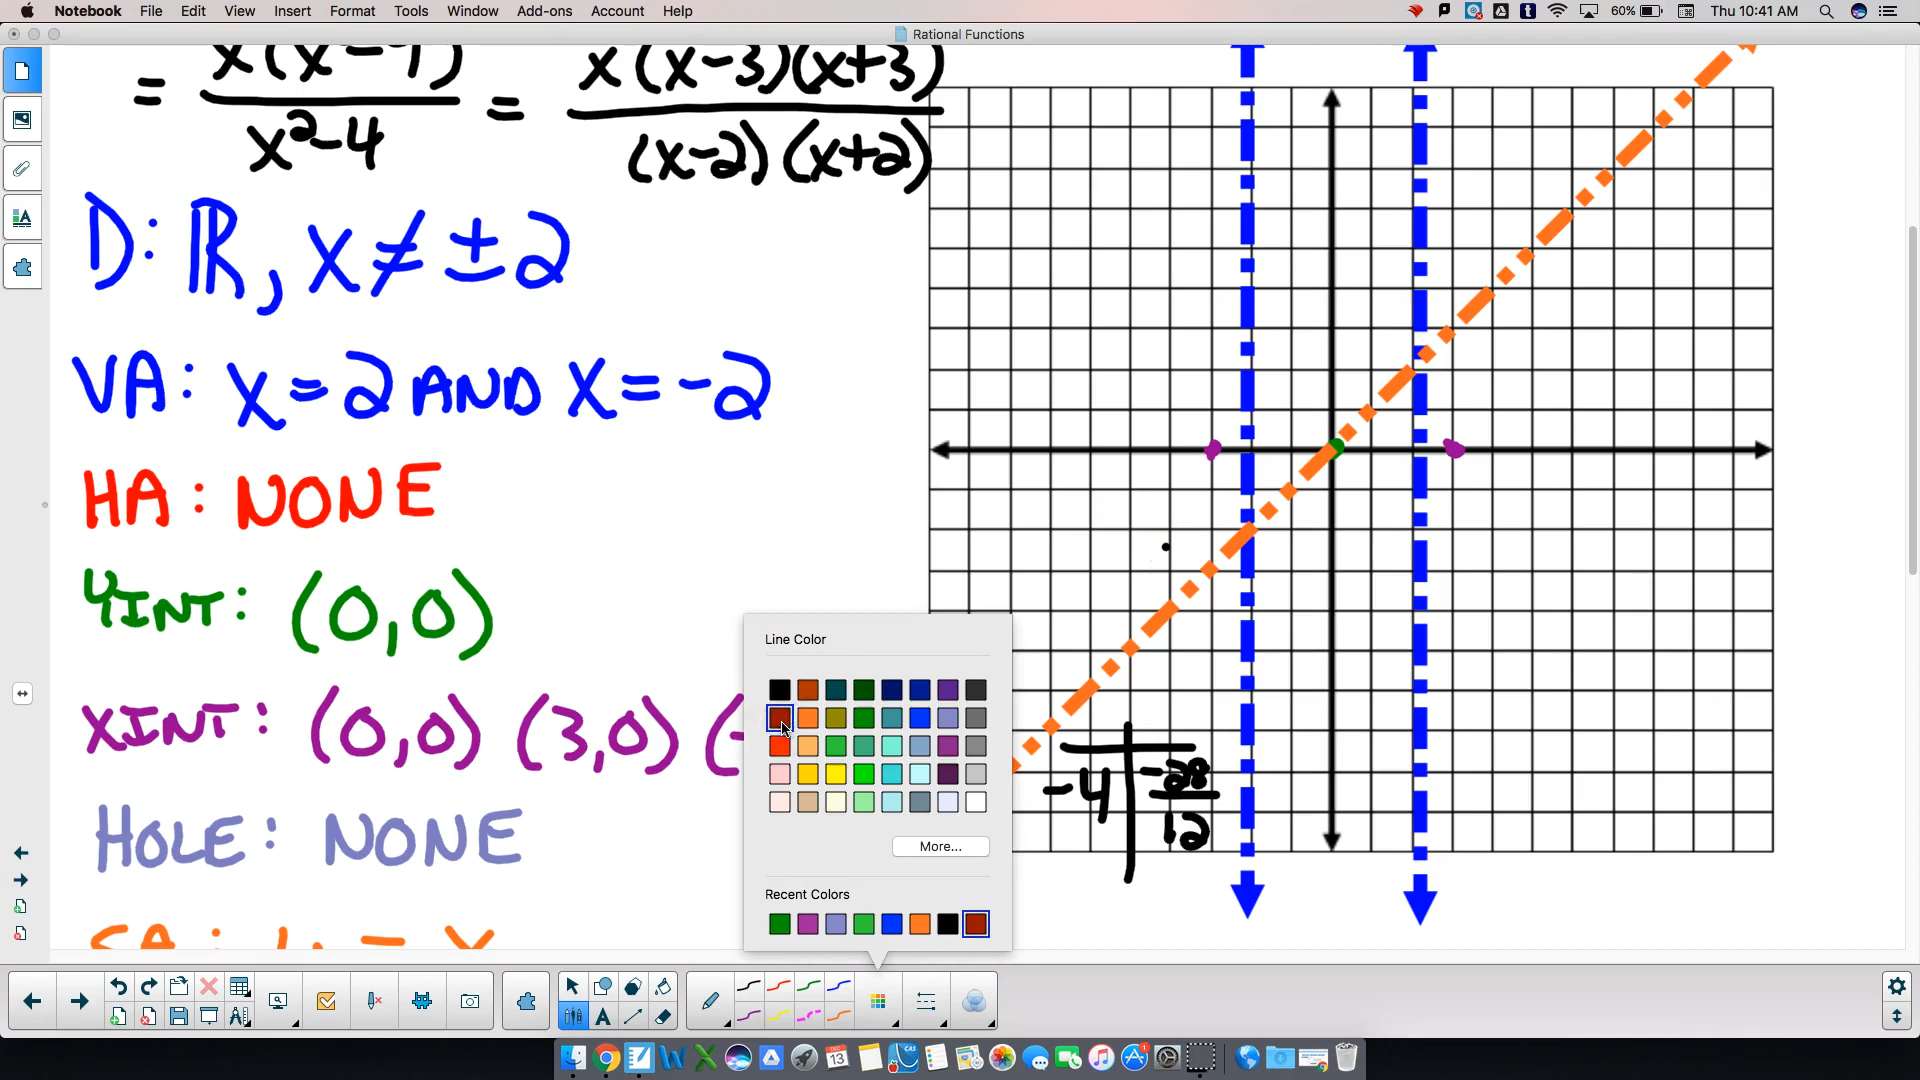 Notebook File Edit View Insert Format Tools Window Add-ons Account Help 60% Thu 10:41 AM
Rational Functions
= / x²-4 = x(x-3)(x+3) / (x-2)(x+2)
D: ℝ, x ≠ ±2
VA: x = 2 AND x = -2
HA: NONE
YINT: (0,0)
XINT: (0,0) (3,0) (-
HOLE: NONE
Line Color
More...
Recent Colors
-4 | -28/12